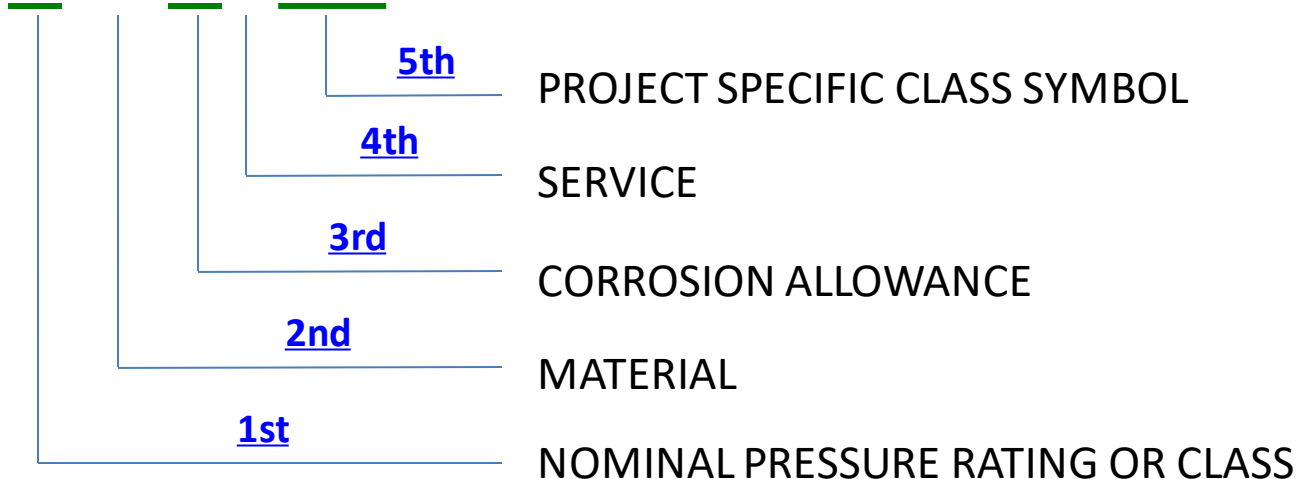 5th
PROJECT SPECIFIC CLASS SYMBOL
4th
SERVICE
3rd
CORROSION ALLOWANCE
2nd
MATERIAL
1st
NOMINAL PRESSURE RATING OR CLASS